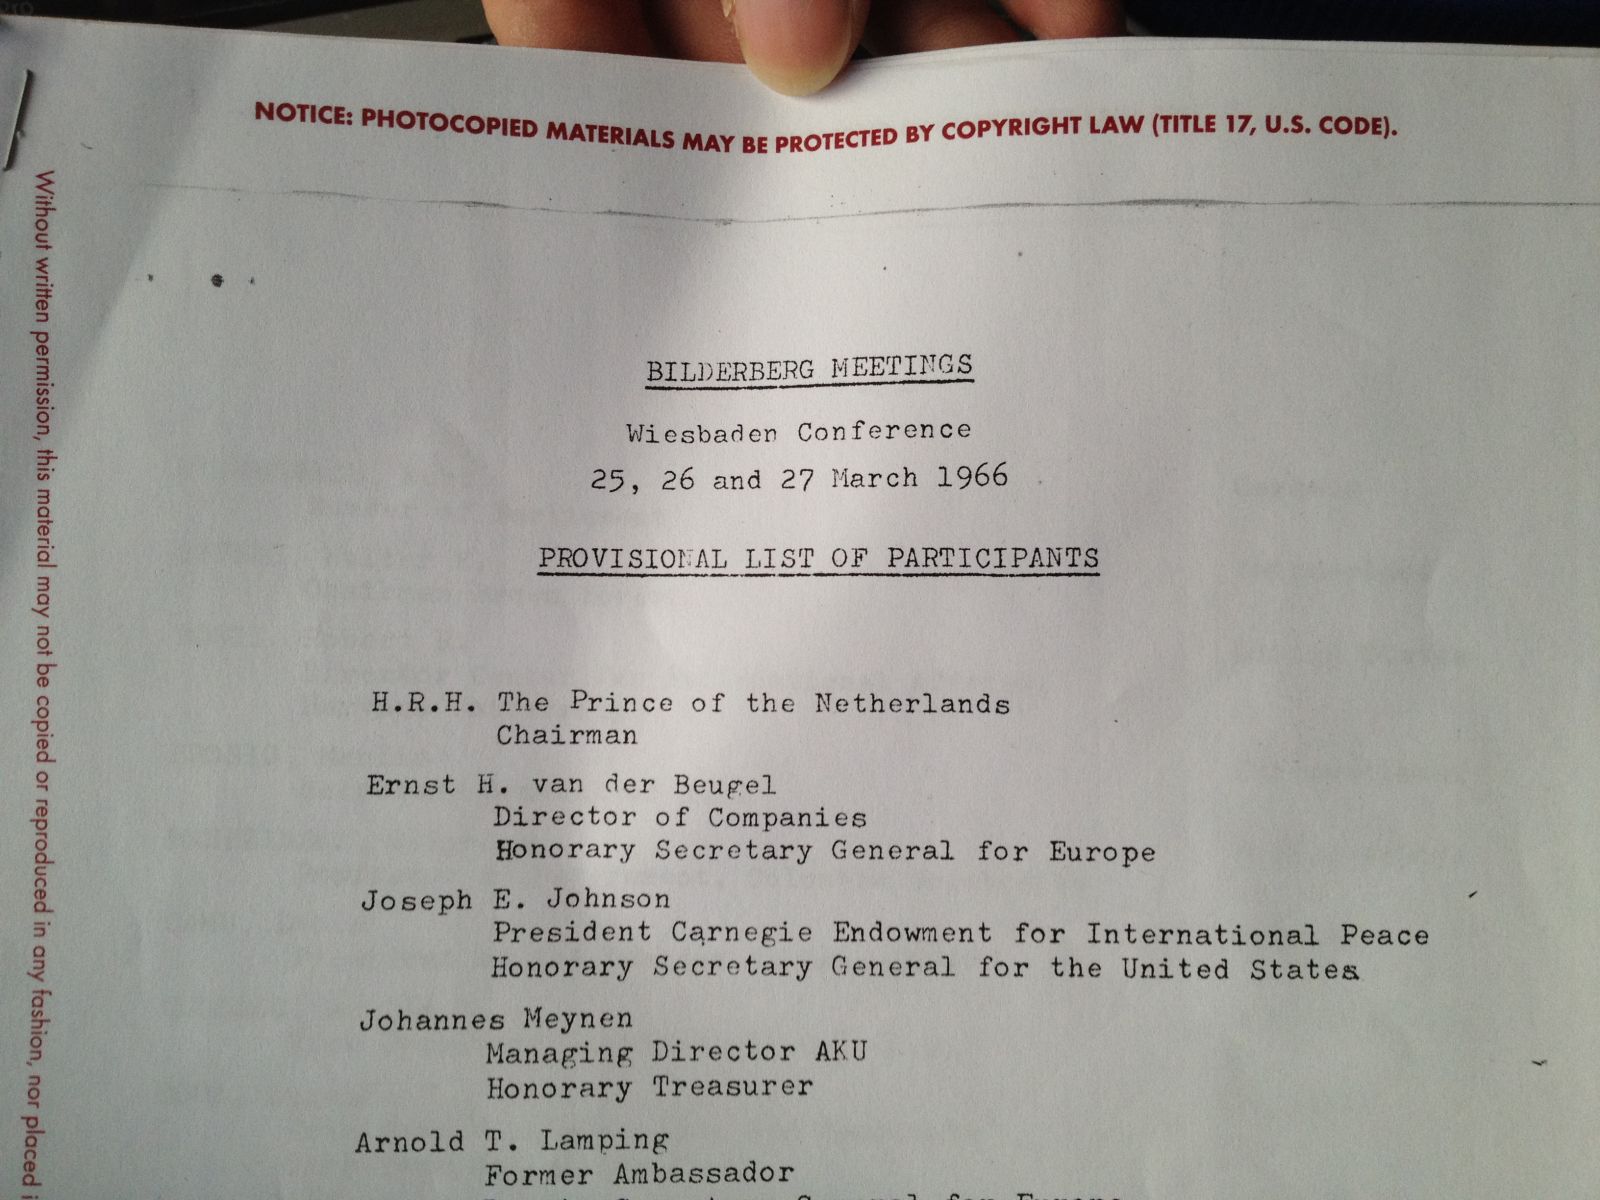 NOTICE: PHOTOCOPIED MATERIALS MAY BE PROTECTED BY COPYRIGHT LAW (TITLE 17, U.S. CODE).
Without written permission, this material may not be copied or reproduced in any fashion, nor placed
BILDERBERG MEETINGS
Wiesbaden Conference
25, 26 and 27 March 1966
PROVISIONAL LIST OF PARTICIPANTS
H.R.H. The Prince of the Netherlands
Chairman
Ernst H. van der Beugel
Director of Companies
Honorary Secretary General for Europe
Joseph E. Johnson
President Carnegie Endowment for International Peace
Honorary Secretary General for the United States
Johannes Meynen
Managing Director AKU
Honorary Treasurer
Arnold T. Lamping
Former Ambassador
General for Europe